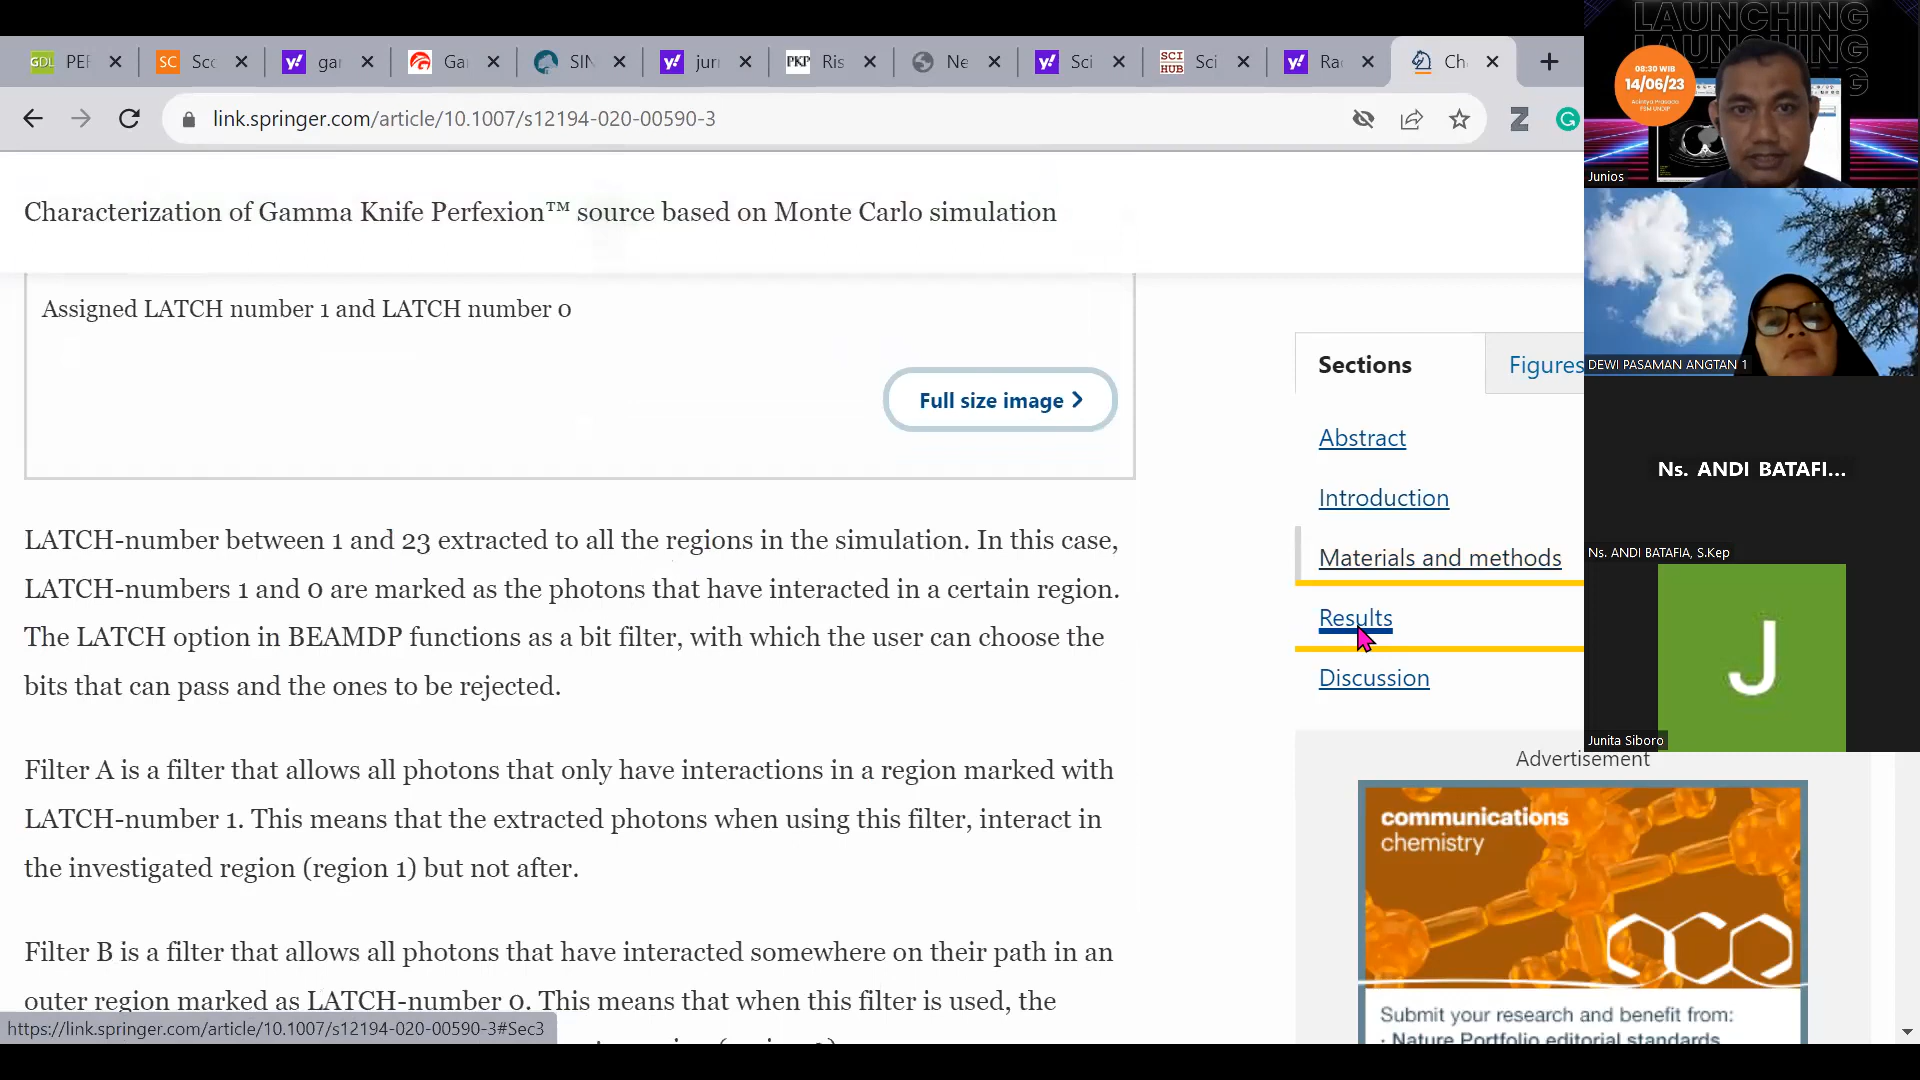 PEF
Sco
gar
Gar
SIN
jurn
PKP
Ris
Ne
Sci
SCI
HUB
Sci
Ra
Ch
link.springer.com/article/10.1007/s12194-020-00590-3
Characterization of Gamma Knife Perfexion™ source based on Monte Carlo simulation
Assigned LATCH number 1 and LATCH number 0
Full size image
LATCH-number between 1 and 23 extracted to all the regions in the simulation. In this case,
LATCH-numbers 1 and 0 are marked as the photons that have interacted in a certain region.
The LATCH option in BEAMDP functions as a bit filter, with which the user can choose the
bits that can pass and the ones to be rejected.
Filter A is a filter that allows all photons that only have interactions in a region marked with
LATCH-number 1. This means that the extracted photons when using this filter, interact in
the investigated region (region 1) but not after.
Filter B is a filter that allows all photons that have interacted somewhere on their path in an
outer region marked as LATCH-number 0. This means that when this filter is used, the
https://link.springer.com/article/10.1007/s12194-020-00590-3#Sec3
Sections
Figures
Abstract
Introduction
Materials and methods
Results
Discussion
Advertisement
communications
chemistry
Submit your research and benefit from:
· Nature Portfolio editorial standards
LAUNCHING
LAUNCHING
08:30 WIB
14/06/23
Junios
DEWI PASAMAN ANGTAN 1
Ns. ANDI BATAFI...
Ns. ANDI BATAFIA, S.Kep
J
Junita Siboro